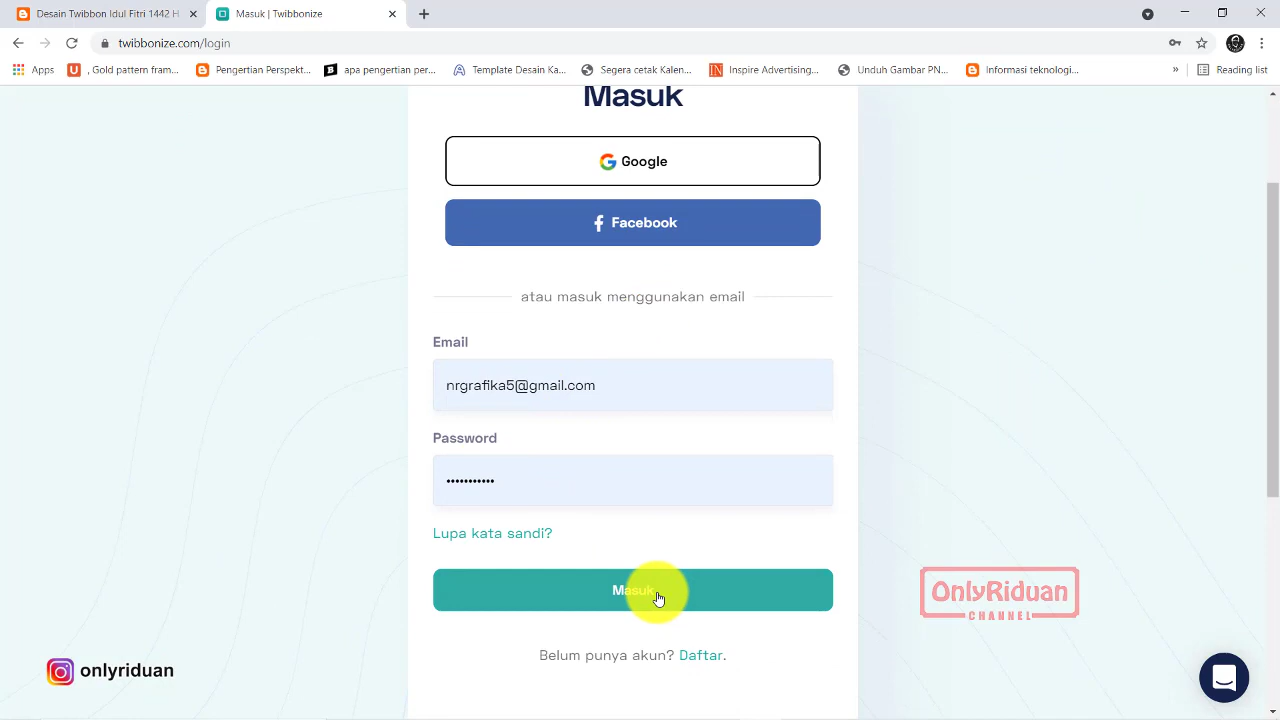 Desain Twibbon Idul Fitri 1442 H
Masuk | Twibbonize
twibbonize.com/login
Apps
, Gold pattern fram...
Pengertian Perspekt...
apa pengertian per...
Template Desain Ka...
Segera cetak Kalen...
Inspire Advertising...
Unduh Gambar PN...
Informasi teknologi...
»
Reading list
Masuk
Google
Facebook
atau masuk menggunakan email
Email
nrgrafika5@gmail.com
Password
•••••••••••
Lupa kata sandi?
Masuk
Belum punya akun? Daftar.
OnlyRiduan
CHANNEL
onlyriduan